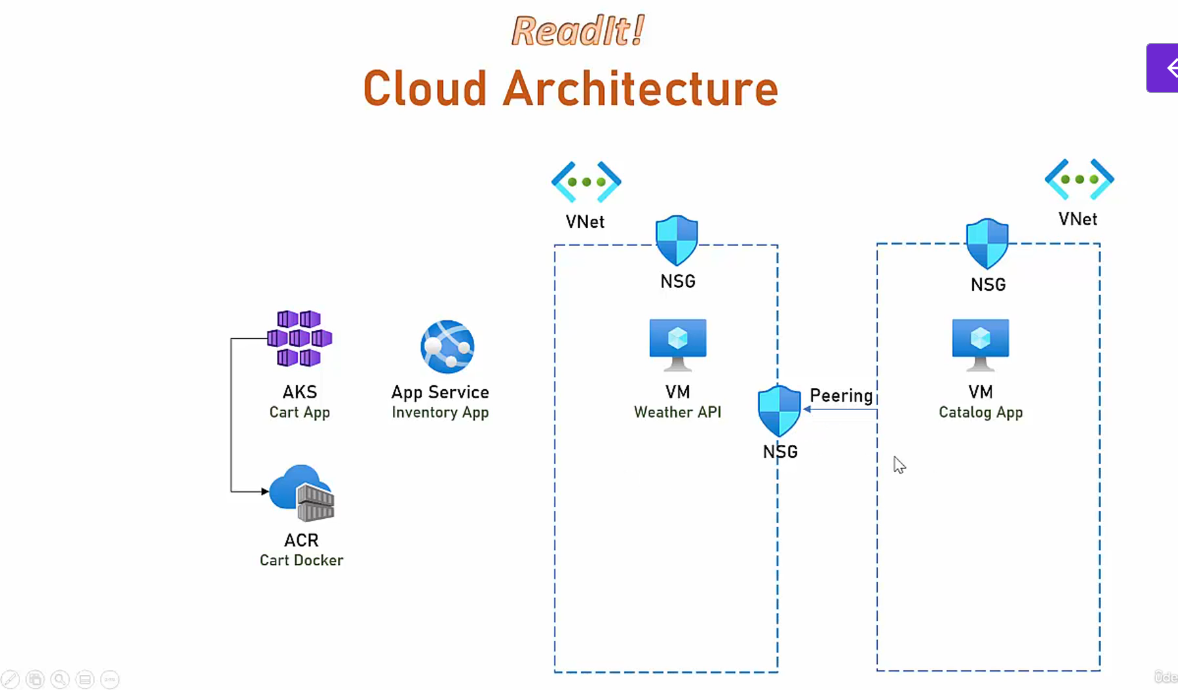 ReadIt!
Cloud Architecture
VNet
VNet
NSG
NSG
AKS
Cart App
App Service
Inventory App
VM
Weather API
Peering
VM
Catalog App
NSG
ACR
Cart Docker